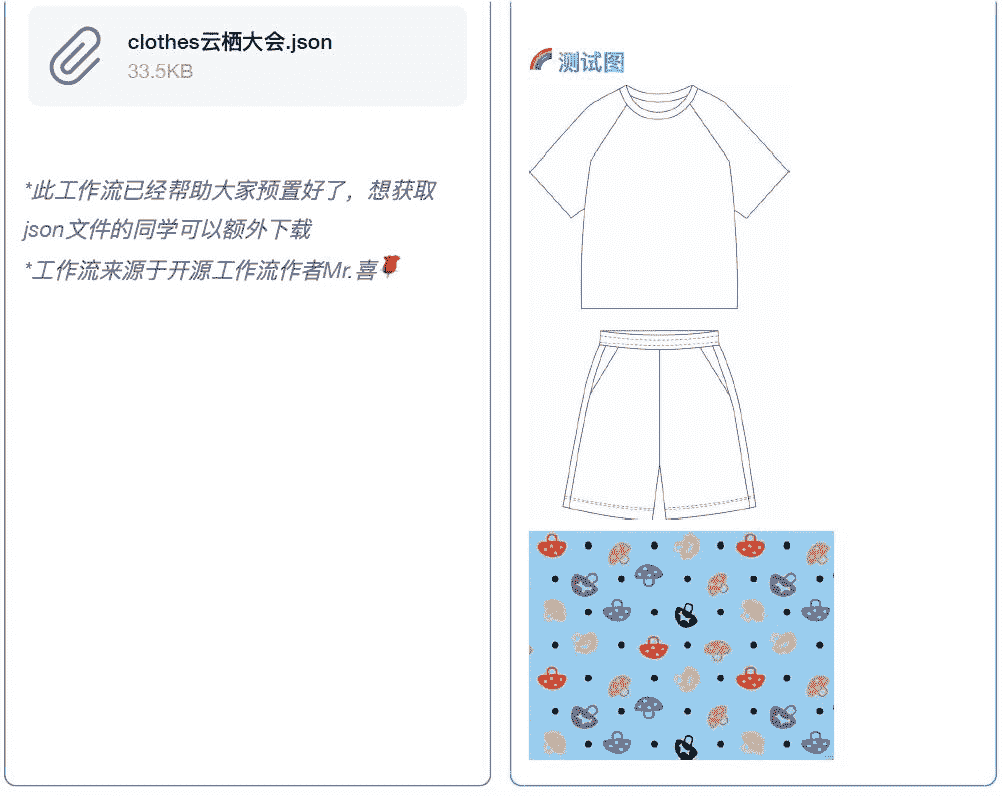 clothes云栖大会.json
33.5KB
*此工作流已经帮助大家预置好了，想获取
json文件的同学可以额外下载
*工作流来源于开源工作流作者Mr.喜🌹
🌈 测试图